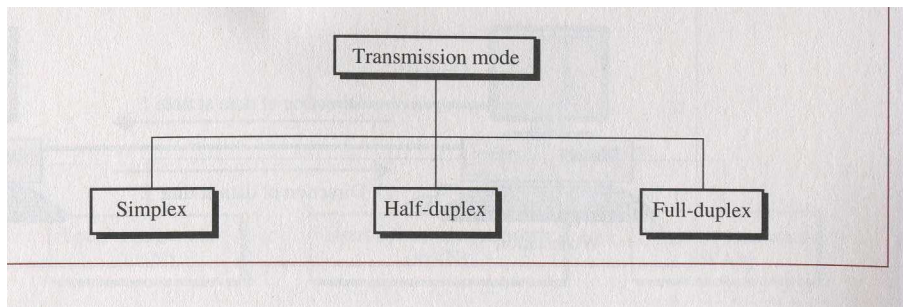 Transmission mode
Simplex
Half-duplex
Full-duplex